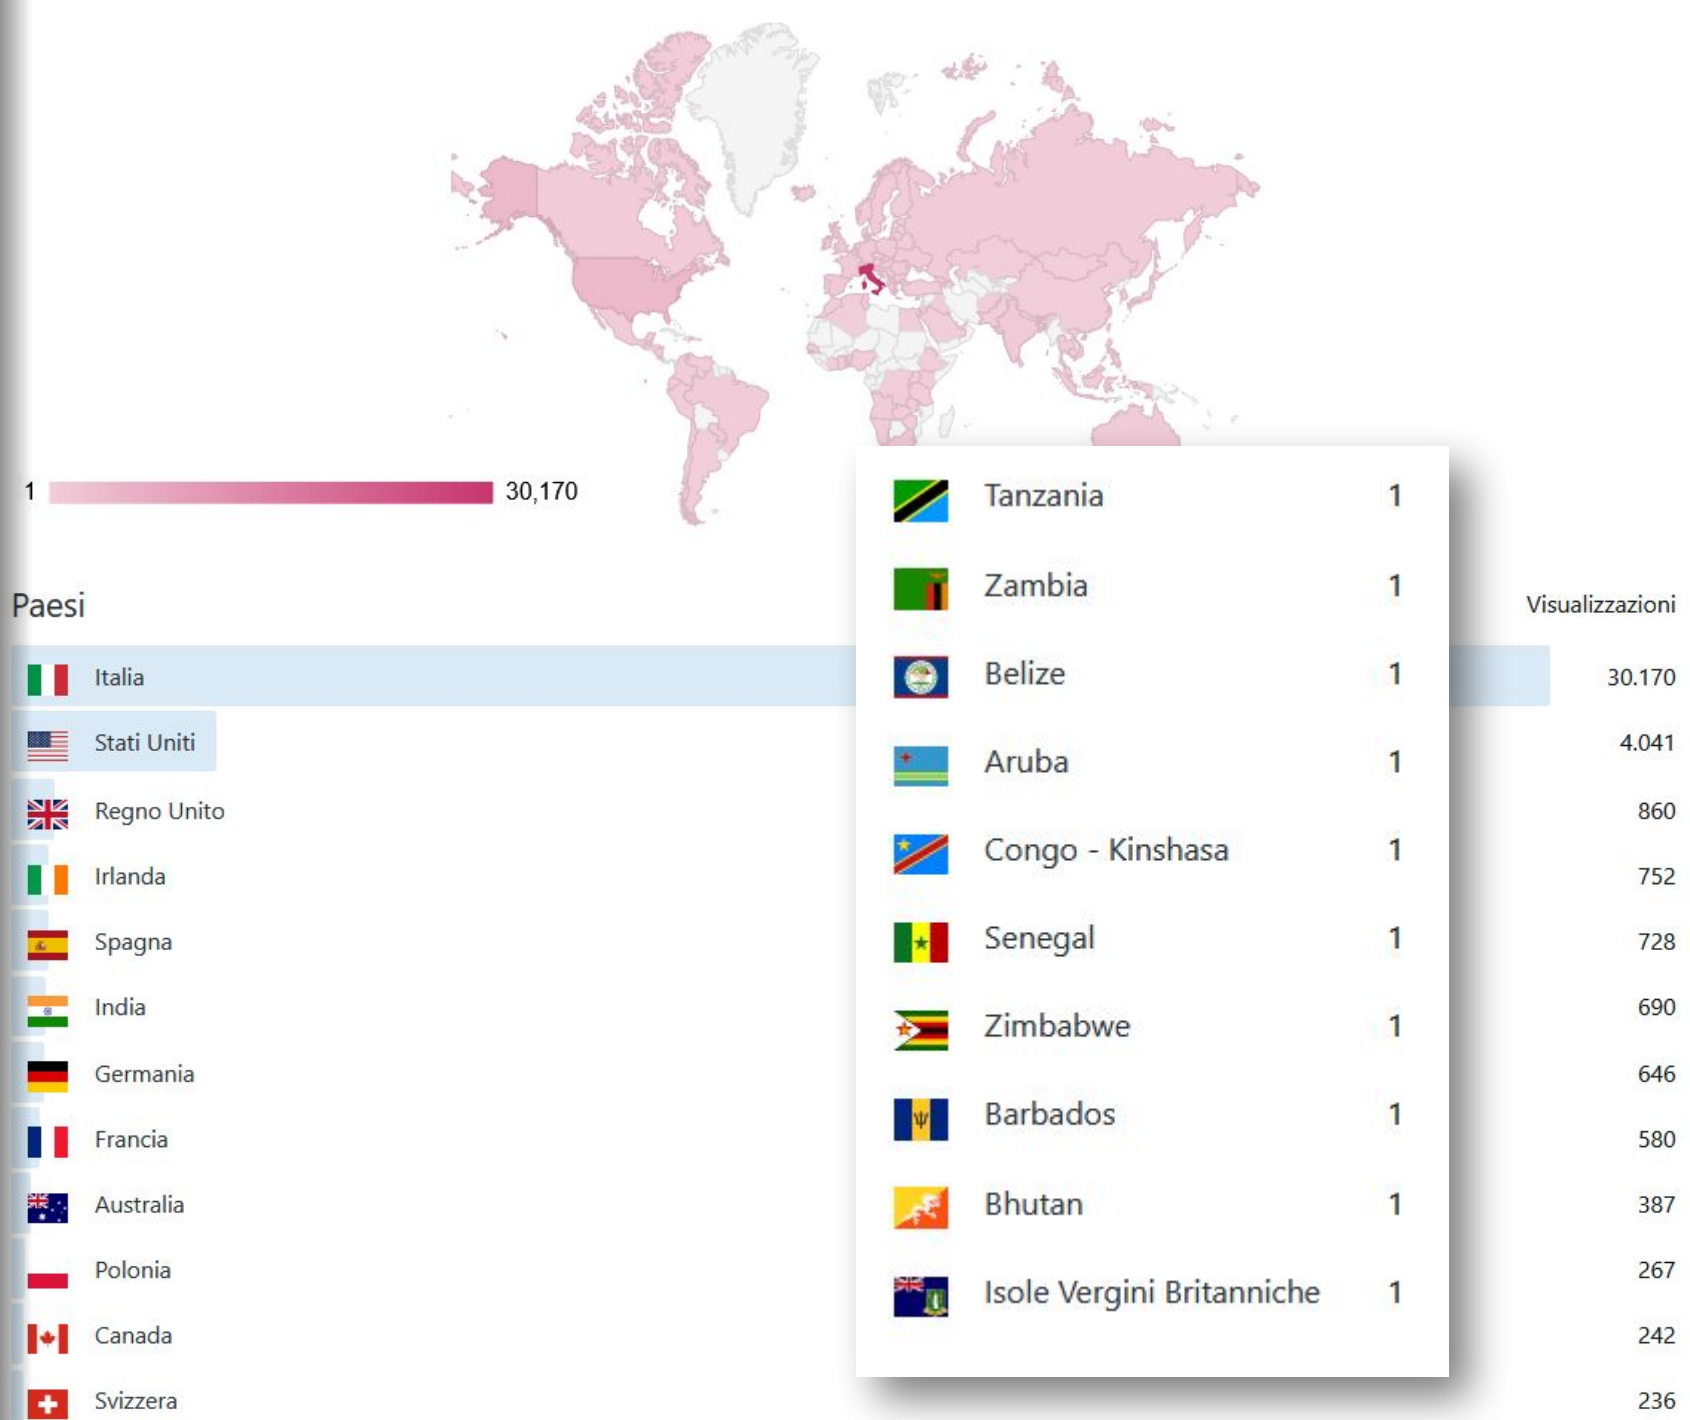 1 30,170
Paesi Visualizzazioni
Italia 30.170
Stati Uniti 4.041
Regno Unito 860
Irlanda 752
Spagna 728
India 690
Germania 646
Francia 580
Australia 387
Polonia 267
Canada 242
Svizzera 236
Tanzania 1
Zambia 1
Belize 1
Aruba 1
Congo - Kinshasa 1
Senegal 1
Zimbabwe 1
Barbados 1
Bhutan 1
Isole Vergini Britanniche 1